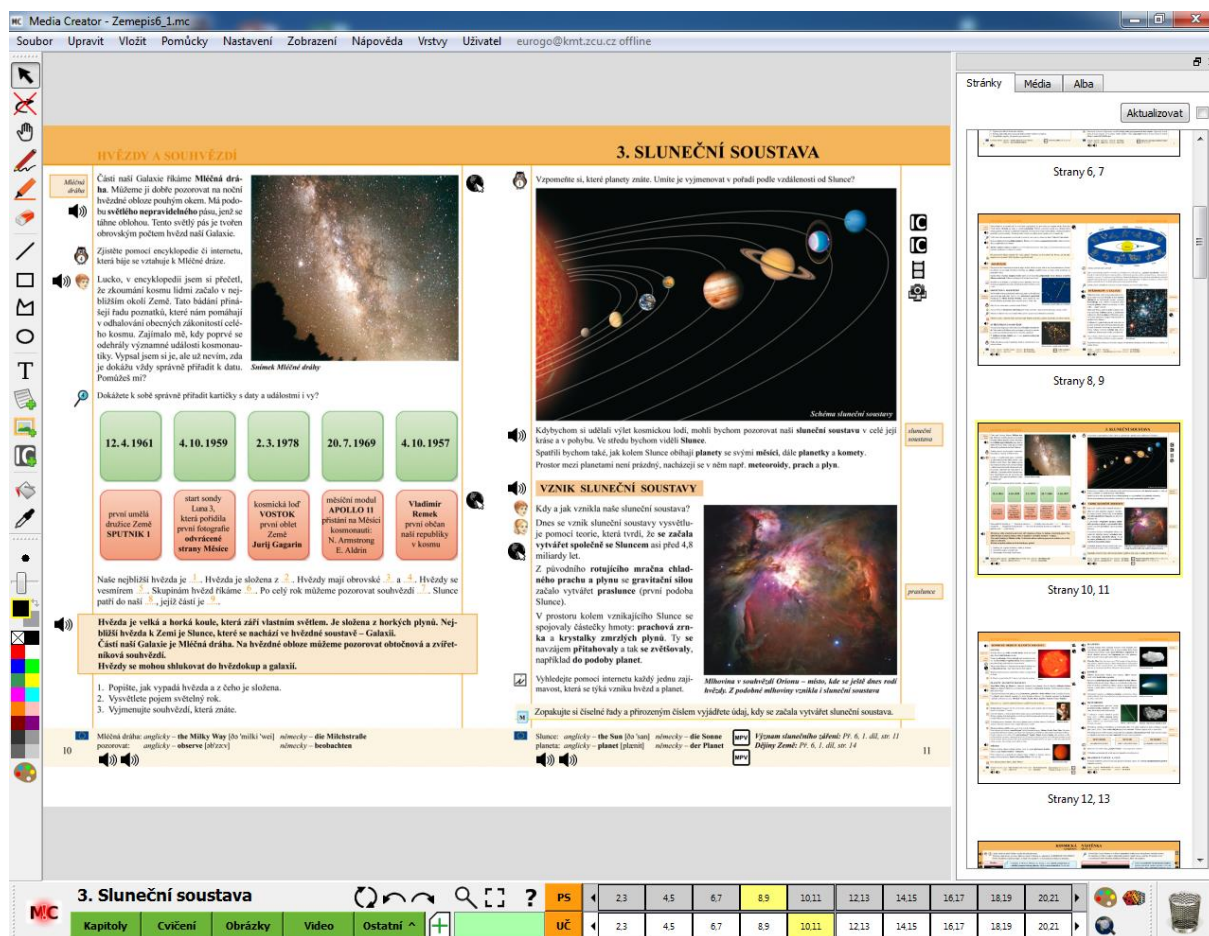 Media Creator - Zemepis6_1.mc
Soubor Upravit Vložit Pomůcky Nastavení Zobrazení Nápověda Vrstvy Uživatel eurogo@kmt.zcu.cz offline
HVĚZDY A SOUHVĚZDÍ
Mléčná
dráha
Části naší Galaxie říkáme Mléčná drá-
ha. Můžeme ji dobře pozorovat na noční
hvězdné obloze pouhým okem. Má podo-
bu světlého nepravidelného pásu, jenž se
táhne oblohou. Tento světlý pás je tvořen
obrovským počtem hvězd naší Galaxie.
Zjistěte pomocí encyklopedie či internetu,
která báje se vztahuje k Mléčné dráze.
Lucko, v encyklopedii jsem si přečetl,
že zkoumání kosmu lidmi začalo v nej-
bližším okolí Země. Tato bádání přiná-
šejí řadu poznatků, které nám pomáhají
v odhalování obecných zákonitostí celé-
ho kosmu. Zajímalo mě, kdy poprvé se
odehrály významné události kosmonau-
tiky. Vypsal jsem si je, ale už nevím, zda
je dokážu vždy správně přiřadit k datu.
Pomůžeš mi?
Snímek Mléčné dráhy
Dokážete k sobě správně přiřadit kartičky s daty a událostmi i vy?
12. 4. 1961 4. 10. 1959 2. 3. 1978 20. 7. 1969 4. 10. 1957
první umělá
družice Země
SPUTNIK 1
start sondy
Luna 3,
která pořídila
první fotografie
odvrácené
strany Měsíce
kosmická loď
VOSTOK
první oblet
Země
Jurij Gagarin
měsíční modul
APOLLO 11
přistání na Měsíci
kosmonauti:
N. Armstrong
E. Aldrin
Vladimír
Remek
první občan
naší republiky
v kosmu
Naše nejbližší hvězda je 1. Hvězda je složena z 2. Hvězdy mají obrovské 3 a 4. Hvězdy se
vesmírem 5. Skupinám hvězd říkáme 6. Po celý rok můžeme pozorovat souhvězdí 7. Slunce
patří do naší 8, jejíž částí je 9.
Hvězda je velká a horká koule, která září vlastním světlem. Je složena z horkých plynů. Nej-
bližší hvězda k Zemi je Slunce, které se nachází ve hvězdné soustavě – Galaxii.
Částí naší Galaxie je Mléčná dráha. Na hvězdné obloze můžeme pozorovat obtočnová a zvířet-
níková souhvězdí.
Hvězdy se mohou shlukovat do hvězdokup a galaxií.
1. Popište, jak vypadá hvězda a z čeho je složena.
2. Vysvětlete pojem světelný rok.
3. Vyjmenujte souhvězdí, která znáte.
Mléčná dráha: anglicky – the Milky Way [ðə 'milki 'wei] německy – die Milchstraße
pozorovat: anglicky – observe [əb'zɜːv] německy – beobachten
10
3. SLUNEČNÍ SOUSTAVA
Vzpomeňte si, které planety znáte. Umíte je vyjmenovat v pořadí podle vzdálenosti od Slunce?
Schéma sluneční soustavy
Kdybychom si udělali výlet kosmickou lodí, mohli bychom pozorovat naši sluneční soustavu v celé její
kráse a v pohybu. Ve středu bychom viděli Slunce.
Spatřili bychom také, jak kolem Slunce obíhají planety se svými měsíci, dále planetky a komety.
Prostor mezi planetami není prázdný, nacházejí se v něm např. meteoroidy, prach a plyn.
sluneční
soustava
VZNIK SLUNEČNÍ SOUSTAVY
Kdy a jak vznikla naše sluneční soustava?
Dnes se vznik sluneční soustavy vysvětlu-
je pomocí teorie, která tvrdí, že se začala
vytvářet společně se Sluncem asi před 4,8
miliardy let.
Z původního rotujícího mračna chlad-
ného prachu a plynu se gravitační silou
začalo vytvářet praslunce (první podoba
Slunce).
praslunce
V prostoru kolem vznikajícího Slunce se
spojovaly částečky hmoty: prachová zrn-
ka a krystalky zmrzlých plynů. Ty se
navzájem přitahovaly a tak se zvětšovaly,
například do podoby planet.
Vyhledejte pomocí internetu každý jednu zají-
mavost, která se týká vzniku hvězd a planet.
Mlhovina v souhvězdí Orionu – místo, kde se ještě dnes rodí
hvězdy. Z podobné mlhoviny vznikla i sluneční soustava
M
Zopakujte si číselné řady a přirozeným číslem vyjádřete údaj, kdy se začala vytvářet sluneční soustava.
Slunce: anglicky – the Sun [ðə 'san] německy – die Sonne
planeta: anglicky – planet [plænit] německy – der Planet
MPV Význam slunečního záření: Př. 6, 1. díl, str. 11
Dějiny Země: Př. 6, 1. díl, str. 14
MPV
11
IC
IC
T
IC
Stránky Média Alba
Aktualizovat
Strany 6, 7
Strany 8, 9
Strany 10, 11
Strany 12, 13
M!C
3. Sluneční soustava
?
PS 2,3 4,5 6,7 8,9 10,11 12,13 14,15 16,17 18,19 20,21
Kapitoly Cvičení Obrázky Video Ostatní ^
UČ 2,3 4,5 6,7 8,9 10,11 12,13 14,15 16,17 18,19 20,21